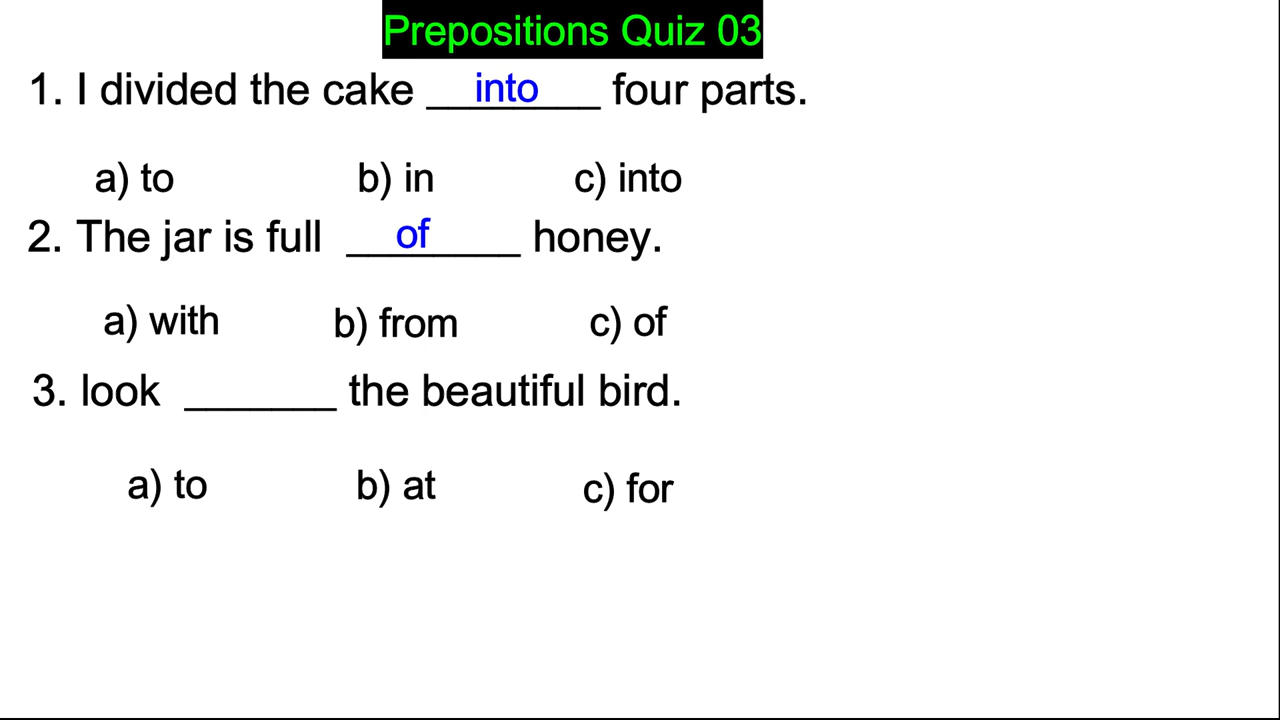 Prepositions Quiz 03
1. I divided the cake ________ into four parts.
a) to b) in c) into
2. The jar is full ________ of honey.
a) with b) from c) of
3. look _______ the beautiful bird.
a) to b) at c) for